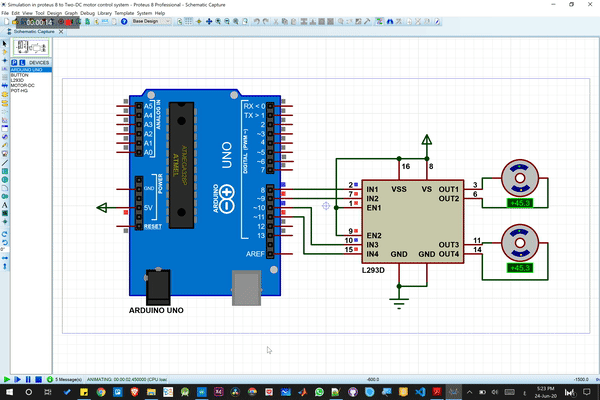 Simulation in proteus 8 to Two-DC motor control system - Proteus 8 Professional - Schematic Capture
File Edit View Tool Design Graph Debug Library Template System Help
00:00:14
Base Design
Schematic Capture
P L DEVICES
ARDUINO UNO
BUTTON
L293D
MOTOR-DC
POT-HG
A5
A4
A3
A2
A1
A0
ANALOG IN
GND
5V
POWER
RESET
ATMEGA328P
ATMEL
ARDUINO
UNO
RX < 0
TX > 1
2
~3
4
~5
~6
7
DIGITAL (PWM ~)
8
~9
~10
~11
12
13
AREF
ARDUINO UNO
16 8
2 IN1 VSS VS OUT1 3
7 IN2 OUT2 6
1 EN1
9 EN2
10 IN3 OUT3 11
15 IN4 GND GND OUT4 14
L293D
+45.3
+45.3
5 Message(s) ANIMATING: 00:00:02.450000 (CPU load
-600.0 -1500.0
5:23 PM
24-Jun-20